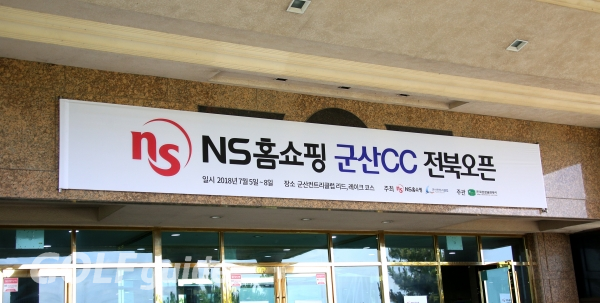 ns NS홈쇼핑 군산CC 전북오픈
일시 2018년 7월 5일~8일 장소 군산컨트리클럽 리드, 레이크 코스 주최 NS홈쇼핑 주관
GOLF guide